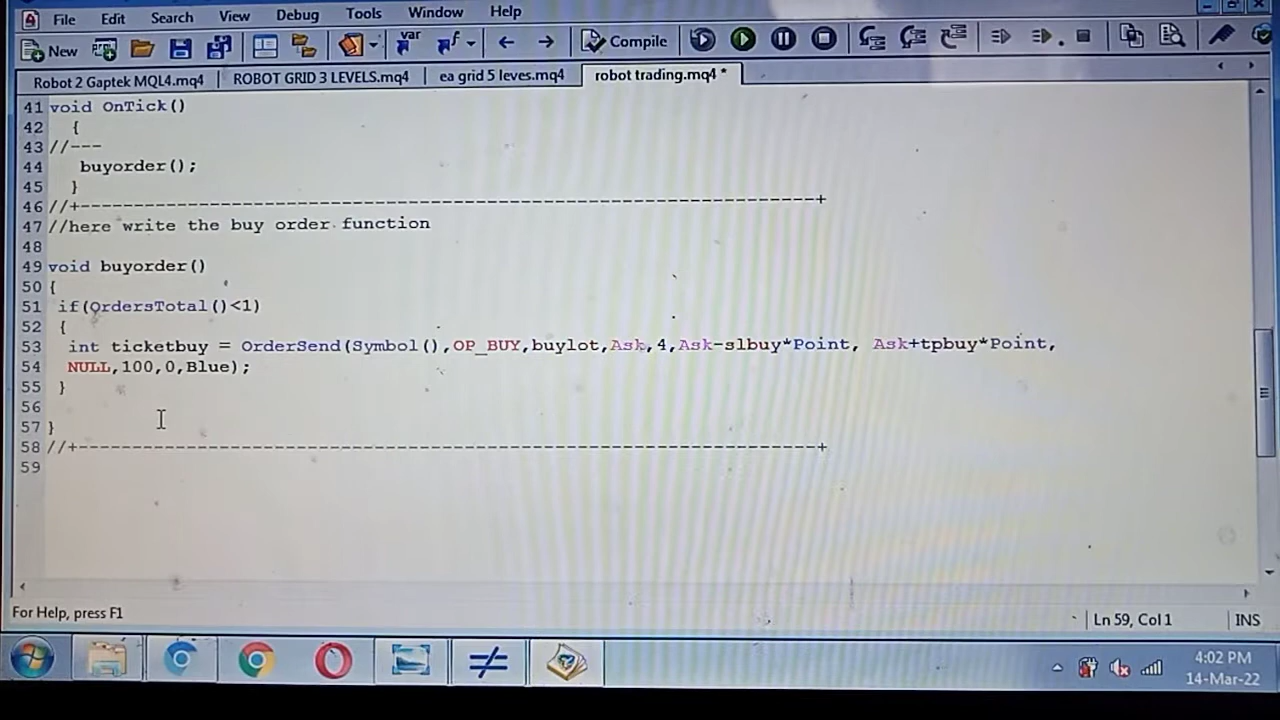 File Edit Search View Debug Tools Window Help
New var f Compile
Robot 2 Gaptek MQL4.mq4 ROBOT GRID 3 LEVELS.mq4 ea grid 5 leves.mq4 robot trading.mq4 *
41 void OnTick()
42 {
43 //---
44 buyorder();
45 }
46 //+------------------------------------------------------------------+
47 //here write the buy order function
48
49 void buyorder()
50 {
51 if(OrdersTotal()<1)
52 {
53 int ticketbuy = OrderSend(Symbol(),OP_BUY,buylot,Ask,4,Ask-slbuy*Point, Ask+tpbuy*Point,
54 NULL,100,0,Blue);
55 }
56
57 }
58 //+------------------------------------------------------------------+
59
For Help, press F1 Ln 59, Col 1 INS
4:02 PM
14-Mar-22